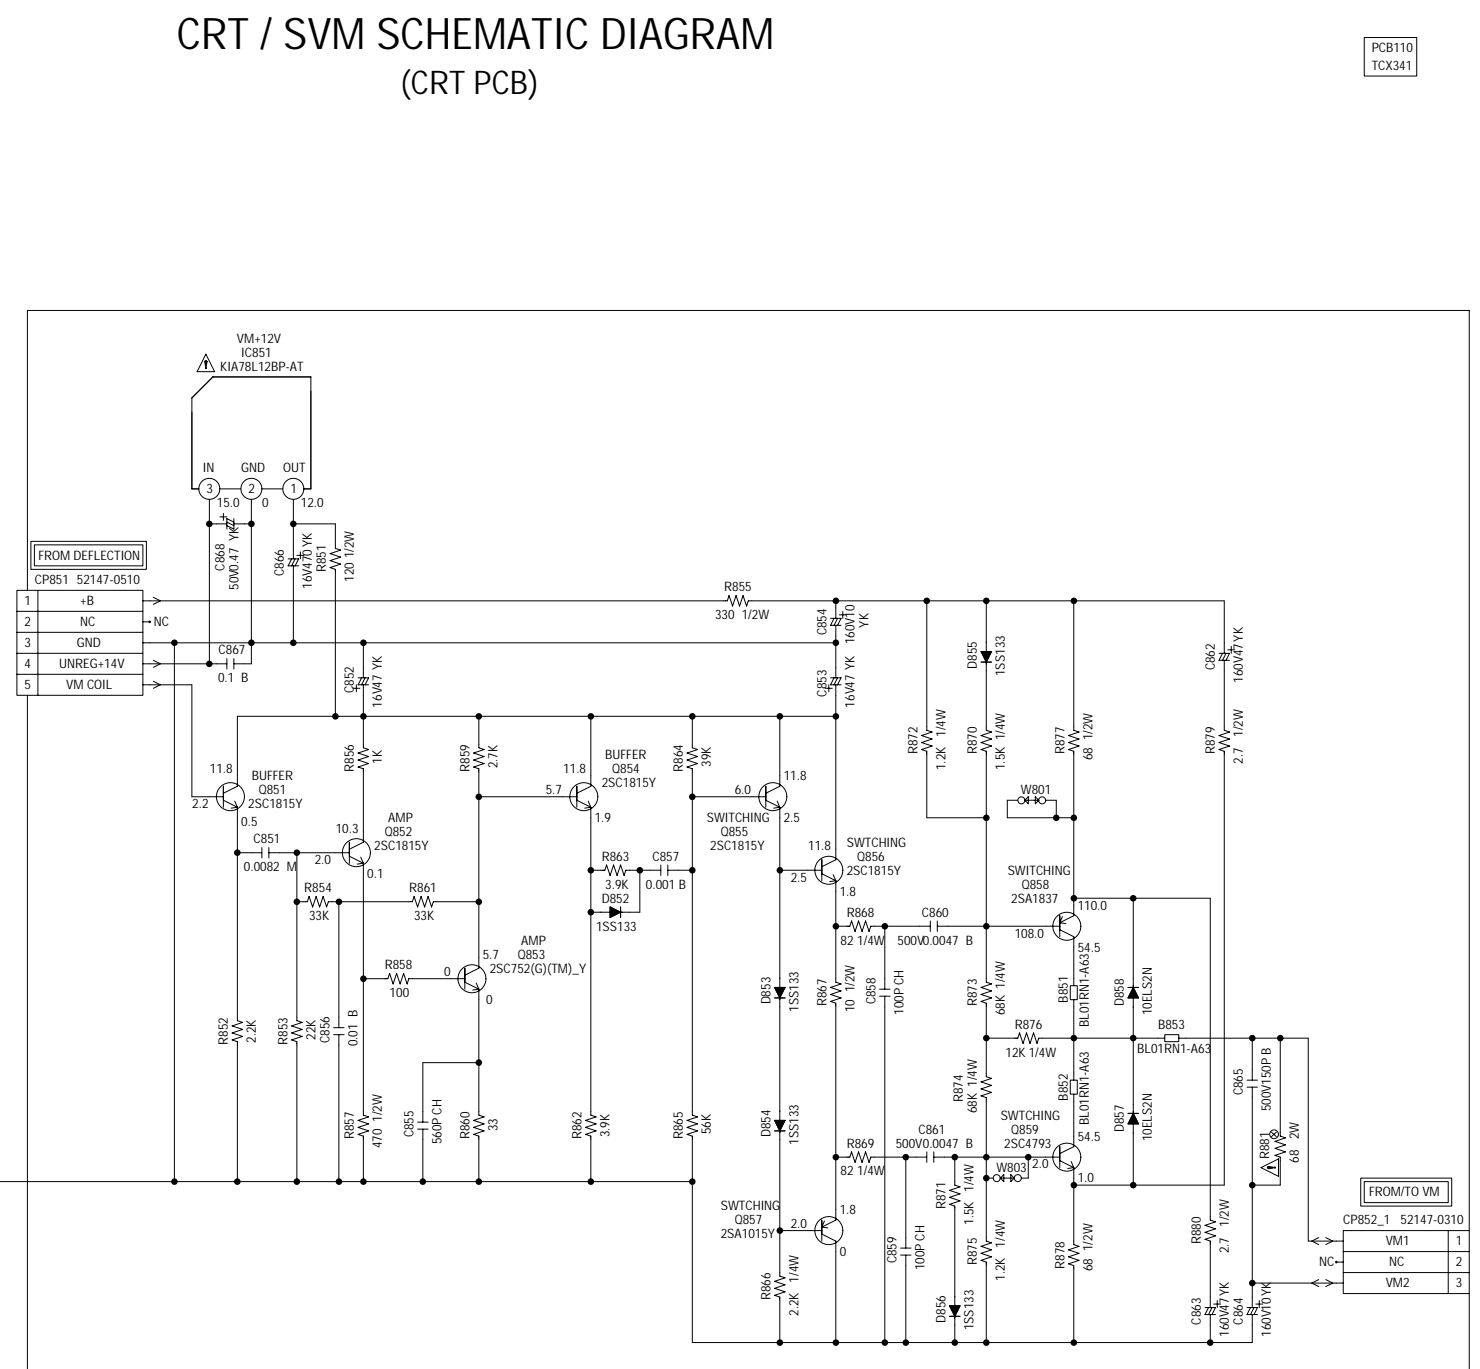 CRT / SVM SCHEMATIC DIAGRAM
(CRT PCB)
PCB110
TCX341
VM+12V
IC851
KIA78L12BP-AT
IN
GND
OUT
3
2
1
15.0
0
12.0
C868
50V0.47 YK
C866
16V470YK
R851
120 1/2W
FROM DEFLECTION
CP851 52147-0510
1 +B
2 NC NC
3 GND
4 UNREG+14V
5 VM COIL
C867
0.1 B
R855
330 1/2W
C854
160V10
YK
C852
16V47 YK
C853
16V47 YK
D855
1SS133
C862
160V47YK
R856
1K
R859
2.7K
R864
39K
R872
1.2K 1/4W
R870
1.5K 1/4W
R877
68 1/2W
R879
2.7 1/2W
11.8
BUFFER
Q851
2SC1815Y
2.2
0.5
C851
0.0082 M
AMP
Q852
2SC1815Y
10.3
2.0
0.1
BUFFER
Q854
2SC1815Y
11.8
5.7
1.9
11.8
6.0
2.5
SWITCHING
Q855
2SC1815Y
W801
SWTCHING
Q856
2SC1815Y
11.8
2.5
1.8
R863
3.9K
D852
1SS133
C857
0.001 B
R854
33K
R861
33K
SWITCHING
Q858
2SA1837
110.0
108.0
54.5
R868
82 1/4W
C860
500V0.0047 B
AMP
Q853
2SC752(G)(TM)_Y
5.7
0
0
R858
100
D853
1SS133
R867
10 1/2W
C858
100P CH
R873
68K 1/4W
B851
BL01RN1-A63
D858
10ELS2N
R852
2.2K
R853
22K
C856
0.01 B
R876
12K 1/4W
B853
BL01RN1-A63
R874
68K 1/4W
B852
BL01RN1-A63
C865
500V150P B
R857
470 1/2W
C855
560P CH
R860
33
R862
3.9K
R865
56K
D854
1SS133
R869
82 1/4W
C861
500V0.0047 B
SWTCHING
Q859
2SC4793
54.5
2.0
1.0
D857
10ELS2N
R881
68 2W
W803
R871
1.5K 1/4W
SWTCHING
Q857
2SA1015Y
2.0
1.8
0
C859
100P CH
R875
1.2K 1/4W
R878
68 1/2W
R880
2.7 1/2W
R866
2.2K 1/4W
D856
1SS133
C863
160V47YK
C864
160V10YK
FROM/TO VM
CP852_1 52147-0310
VM1 1
NC NC 2
VM2 3